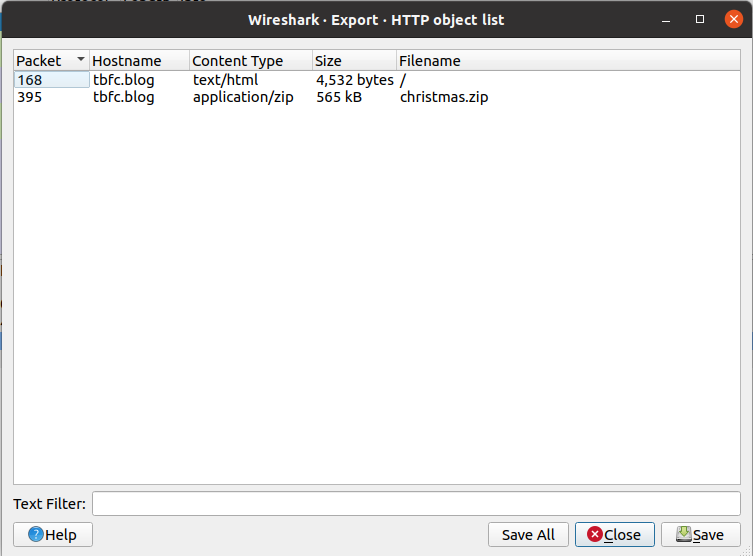 Wireshark · Export · HTTP object list
Packet Hostname Content Type Size Filename
168 tbfc.blog text/html 4,532 bytes /
395 tbfc.blog application/zip 565 kB christmas.zip
Text Filter:
Help Save All Close Save